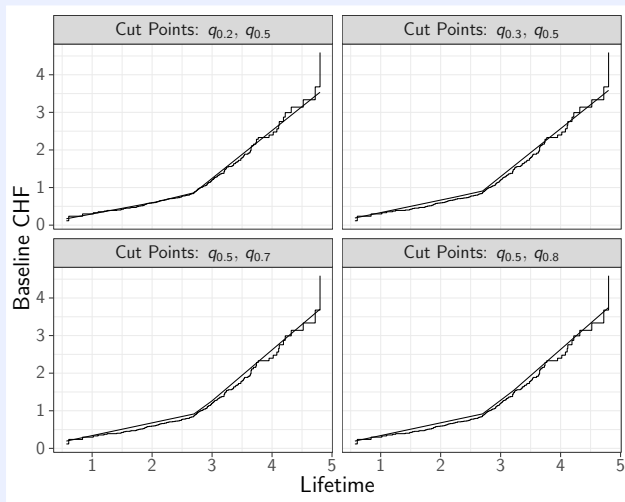 Cut Points: q0.2, q0.5
Cut Points: q0.3, q0.5
4
3
2
1
0
Cut Points: q0.5, q0.7
Cut Points: q0.5, q0.8
4
3
2
1
0
1 2 3 4 5
1 2 3 4 5
Baseline CHF
Lifetime